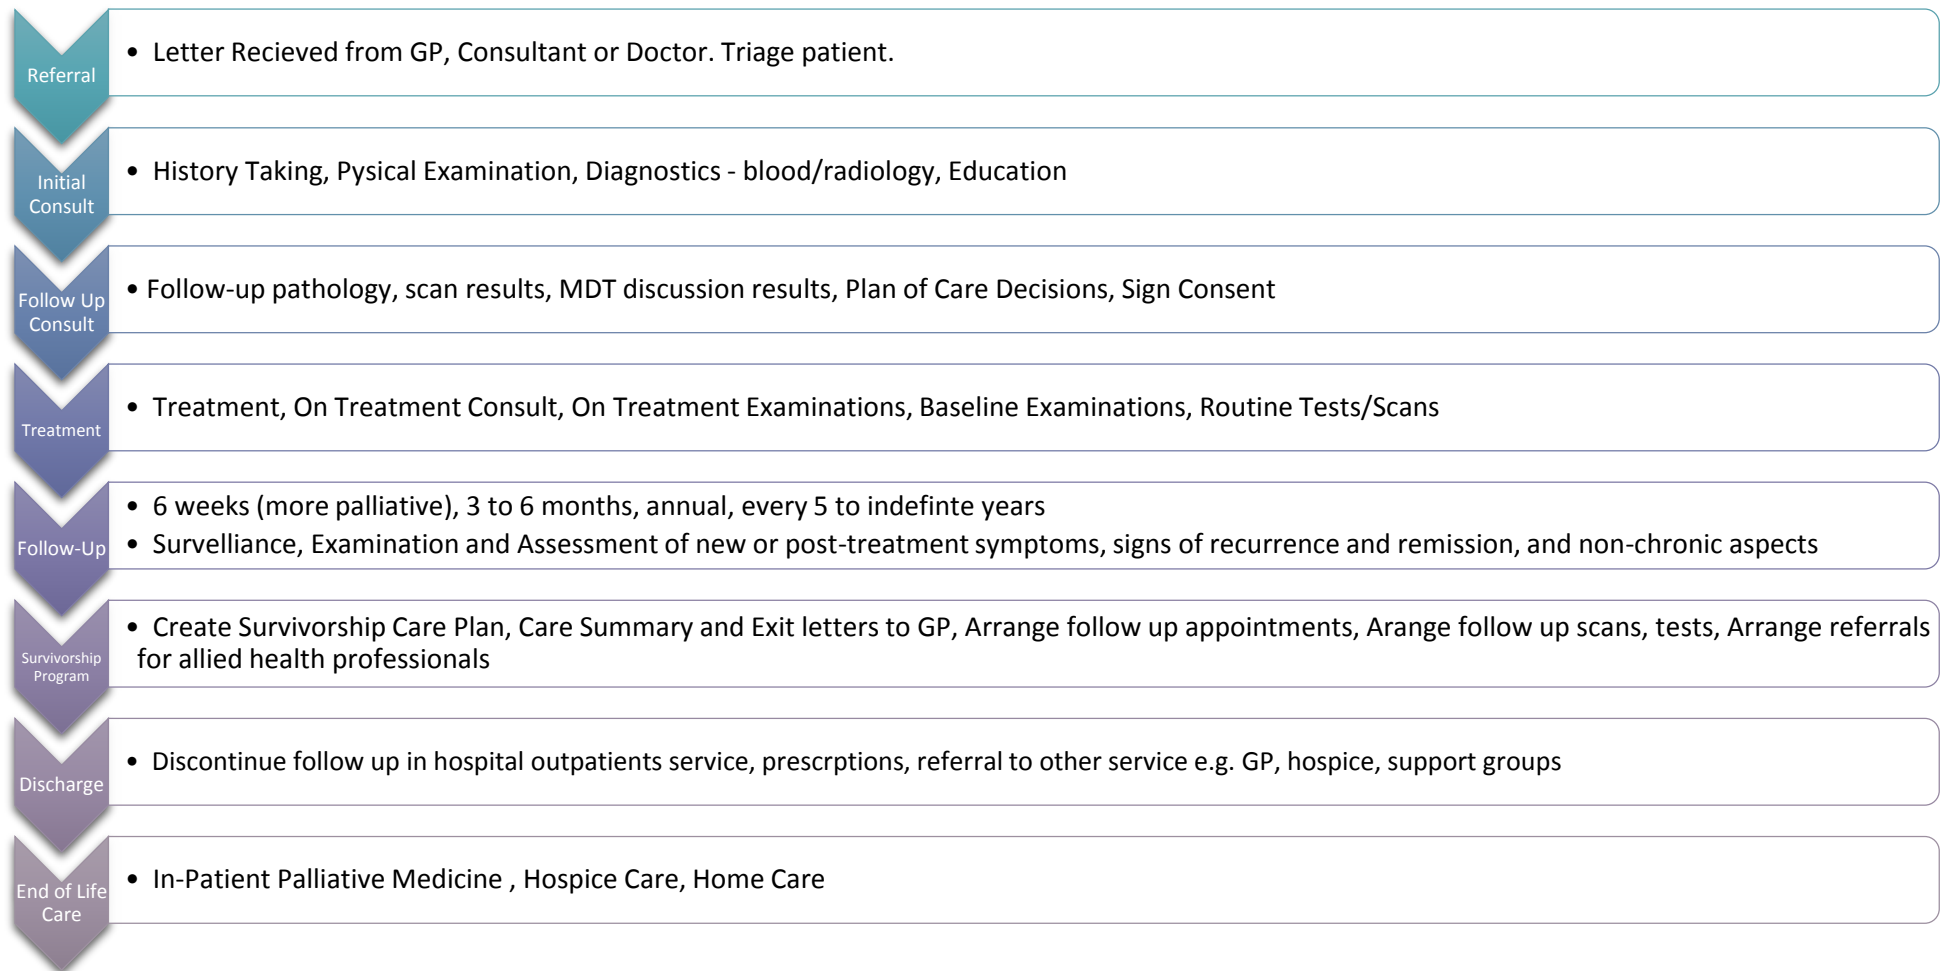 Referral
• Letter Recieved from GP, Consultant or Doctor. Triage patient.
Initial
Consult
• History Taking, Pysical Examination, Diagnostics - blood/radiology, Education
Follow Up
Consult
• Follow-up pathology, scan results, MDT discussion results, Plan of Care Decisions, Sign Consent
Treatment
• Treatment, On Treatment Consult, On Treatment Examinations, Baseline Examinations, Routine Tests/Scans
Follow-Up
• 6 weeks (more palliative), 3 to 6 months, annual, every 5 to indefinte years
• Survelliance, Examination and Assessment of new or post-treatment symptoms, signs of recurrence and remission, and non-chronic aspects
Survivorship
Program
• Create Survivorship Care Plan, Care Summary and Exit letters to GP, Arrange follow up appointments, Arange follow up scans, tests, Arrange referrals
for allied health professionals
Discharge
• Discontinue follow up in hospital outpatients service, prescrptions, referral to other service e.g. GP, hospice, support groups
End of Life
Care
• In-Patient Palliative Medicine , Hospice Care, Home Care